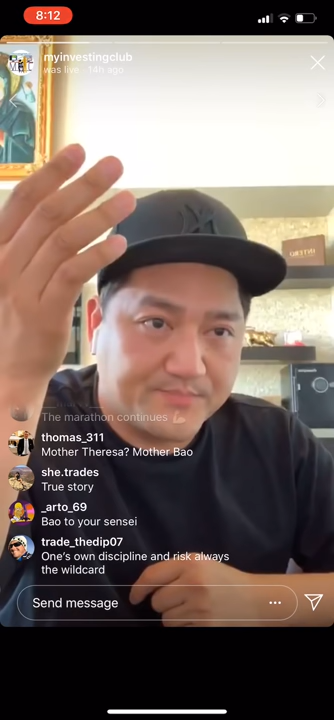 8:12
myinvestingclub
was live · 14h ago
The marathon continues
thomas_311
Mother Theresa? Mother Bao
she.trades
True story
_arto_69
Bao to your sensei
trade_thedip07
One’s own discipline and risk always
the wildcard
Send message